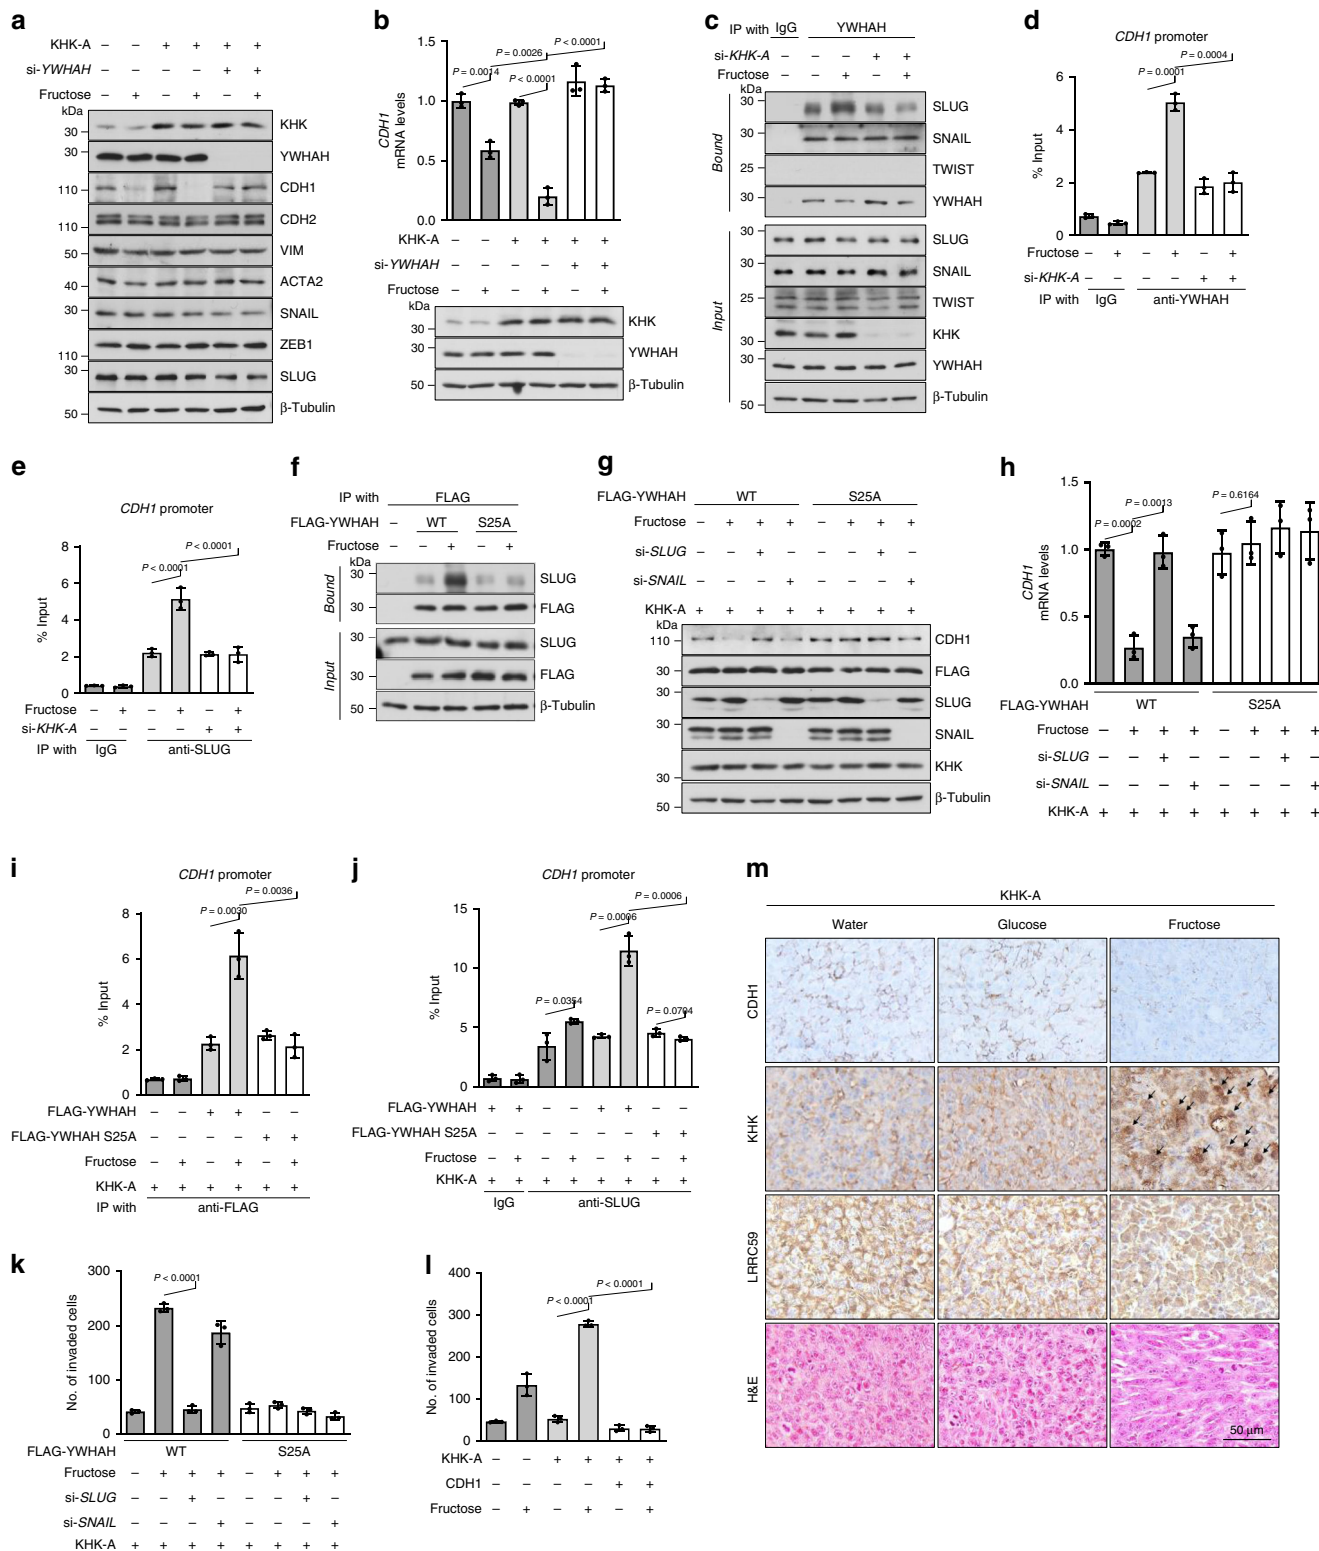 a
KHK-A – – + + + +
si-YWHAH – – – – + +
Fructose – + – + – +
kDa
30 KHK
30 YWHAH
110 CDH1
110 CDH2
50 VIM
40 ACTA2
30 SNAIL
110 ZEB1
30 SLUG
50 β-Tubulin
b
P < 0.0001
P = 0.0026
P = 0.0014
P < 0.0001
CDH1
mRNA levels
1.5
1.0
0.5
0.0
KHK-A – – + + + +
si-YWHAH – – – – + +
Fructose – + – + – +
kDa
30 KHK
30 YWHAH
50 β-Tubulin
c
IP with IgG YWHAH
si-KHK-A – – – + +
Fructose – – + – +
kDa
Bound
30 SLUG
30 SNAIL
25 TWIST
30 YWHAH
Input
30 SLUG
30 SNAIL
25 TWIST
30 KHK
30 YWHAH
50 β-Tubulin
d
CDH1 promoter
P = 0.0004
P = 0.0001
% Input
6
4
2
0
Fructose – + – + – +
si-KHK-A – – – – + +
IP with IgG anti-YWHAH
e
CDH1 promoter
P < 0.0001
P < 0.0001
% Input
8
6
4
2
0
Fructose – + – + – +
si-KHK-A – – – – + +
IP with IgG anti-SLUG
f
IP with FLAG
FLAG-YWHAH – WT S25A
Fructose – – + – +
kDa
Bound
30 SLUG
30 FLAG
Input
30 SLUG
30 FLAG
50 β-Tubulin
g
FLAG-YWHAH WT S25A
Fructose – + + + – + + +
si-SLUG – – + – – – + –
si-SNAIL – – – + – – – +
KHK-A + + + + + + + +
kDa
110 CDH1
30 FLAG
30 SLUG
30 SNAIL
30 KHK
50 β-Tubulin
h
P = 0.0013
P = 0.0002
P = 0.6164
CDH1
mRNA levels
1.5
1.0
0.5
0.0
FLAG-YWHAH WT S25A
Fructose – + + + – + + +
si-SLUG – – + – – – + –
si-SNAIL – – – + – – – +
KHK-A + + + + + + + +
i
CDH1 promoter
P = 0.0036
P = 0.0030
% Input
8
6
4
2
0
FLAG-YWHAH – – + + – –
FLAG-YWHAH S25A – – – – + +
Fructose – + – + – +
KHK-A + + + + + +
IP with anti-FLAG
j
CDH1 promoter
P = 0.0006
P = 0.0006
P = 0.0354
P = 0.0704
% Input
15
10
5
0
FLAG-YWHAH + + – – + + – –
FLAG-YWHAH S25A – – – – – – + +
Fructose – + – + – + – +
KHK-A + + + + + + + +
IgG anti-SLUG
k
P < 0.0001
No. of invaded cells
300
200
100
0
FLAG-YWHAH WT S25A
Fructose – + + + – + + +
si-SLUG – – + – – – + –
si-SNAIL – – – + – – – +
KHK-A + + + + + + + +
l
P < 0.0001
P < 0.0001
No. of invaded cells
400
300
200
100
0
KHK-A – – + + + +
CDH1 – – – – + +
Fructose – + – + – +
m
KHK-A
Water Glucose Fructose
CDH1
KHK
LRRC59
H&E
50 μm